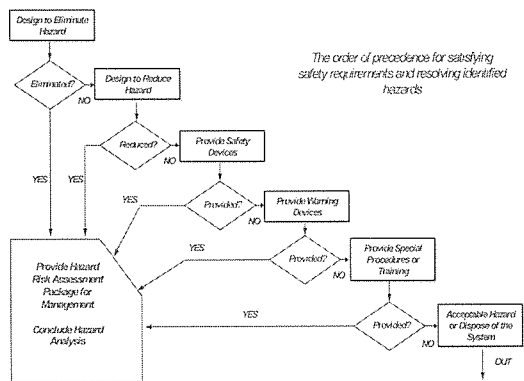 Design to Eliminate
Hazard
The order of precedence for satisfying
safety requirements and resolving identified
hazards
Eliminated?
NO
Design to Reduce
Hazard
Reduced?
NO
Provide Safety
Devices
YES
YES
YES
Provided?
NO
Provide Warning
Devices
YES
Provided?
NO
Provide Special
Procedures or
Training
Provide Hazard
Risk Assessment
Package for
Management
Conclude Hazard
Analysis
YES
Provided?
NO
Acceptable Hazard
or Dispose of the
System
OUT